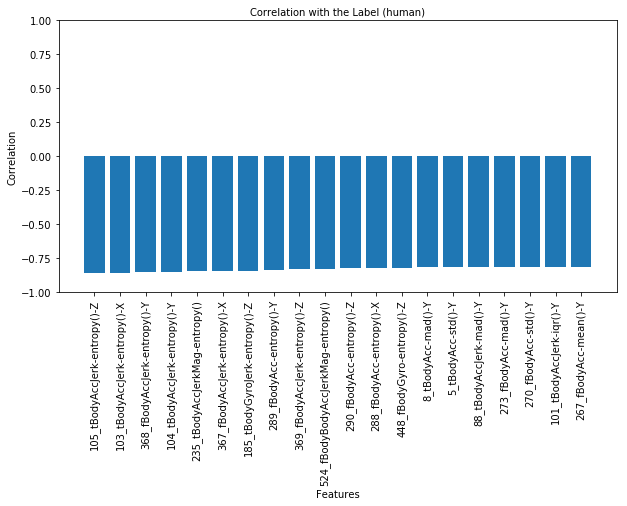 Correlation with the Label (human)
Correlation
1.00
0.75
0.50
0.25
0.00
−0.25
−0.50
−0.75
−1.00
105_tBodyAccJerk-entropy()-Z
103_tBodyAccJerk-entropy()-X
368_fBodyAccJerk-entropy()-Y
104_tBodyAccJerk-entropy()-Y
235_tBodyAccJerkMag-entropy()
367_fBodyAccJerk-entropy()-X
185_tBodyGyroJerk-entropy()-Z
289_fBodyAcc-entropy()-Y
369_fBodyAccJerk-entropy()-Z
524_fBodyBodyAccJerkMag-entropy()
290_fBodyAcc-entropy()-Z
288_fBodyAcc-entropy()-X
448_fBodyGyro-entropy()-Z
8_tBodyAcc-mad()-Y
5_tBodyAcc-std()-Y
88_tBodyAccJerk-mad()-Y
273_fBodyAcc-mad()-Y
270_fBodyAcc-std()-Y
101_tBodyAccJerk-iqr()-Y
267_fBodyAcc-mean()-Y
Features